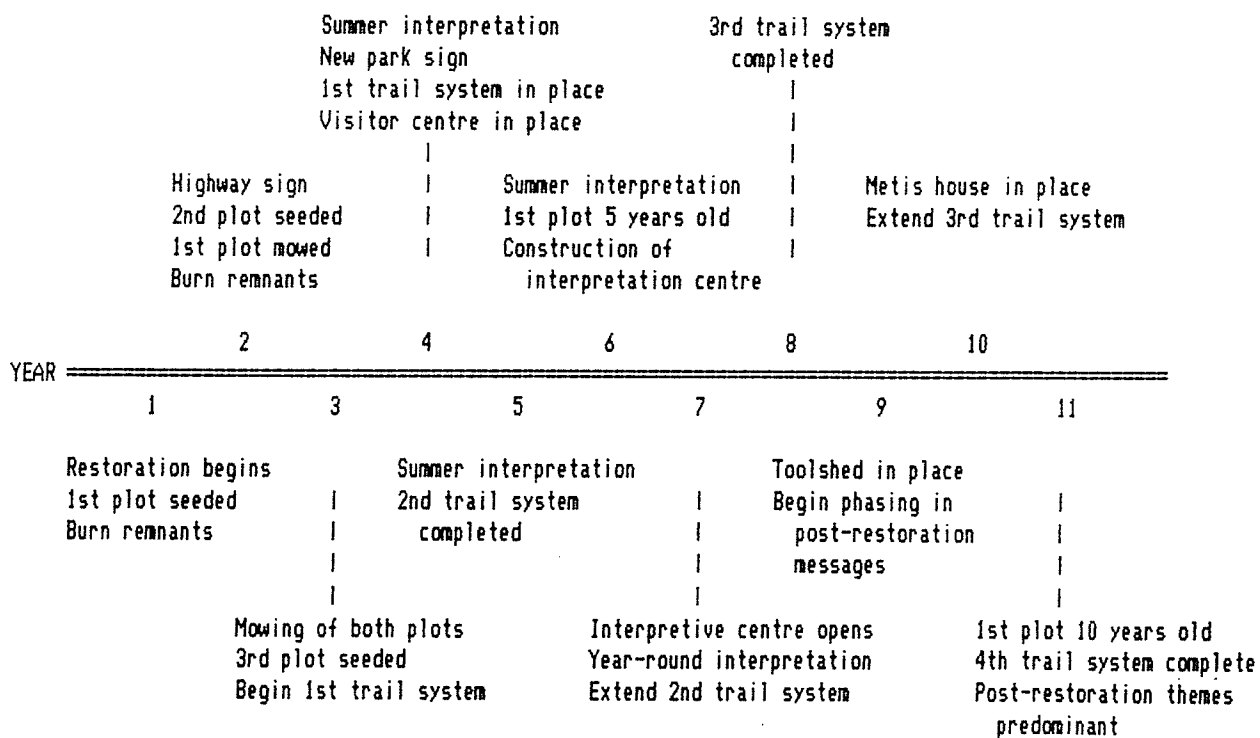 Summer interpretation
New park sign
1st trail system in place
Visitor centre in place
3rd trail system
completed
Highway sign
2nd plot seeded
1st plot mowed
Burn remnants
Summer interpretation
1st plot 5 years old
Construction of
interpretation centre
Metis house in place
Extend 3rd trail system
2 4 6 8 10
YEAR
1 3 5 7 9 11
Restoration begins
1st plot seeded
Burn remnants
Summer interpretation
2nd trail system
completed
Toolshed in place
Begin phasing in
post-restoration
messages
Mowing of both plots
3rd plot seeded
Begin 1st trail system
Interpretive centre opens
Year-round interpretation
Extend 2nd trail system
1st plot 10 years old
4th trail system complete
Post-restoration themes
predominant